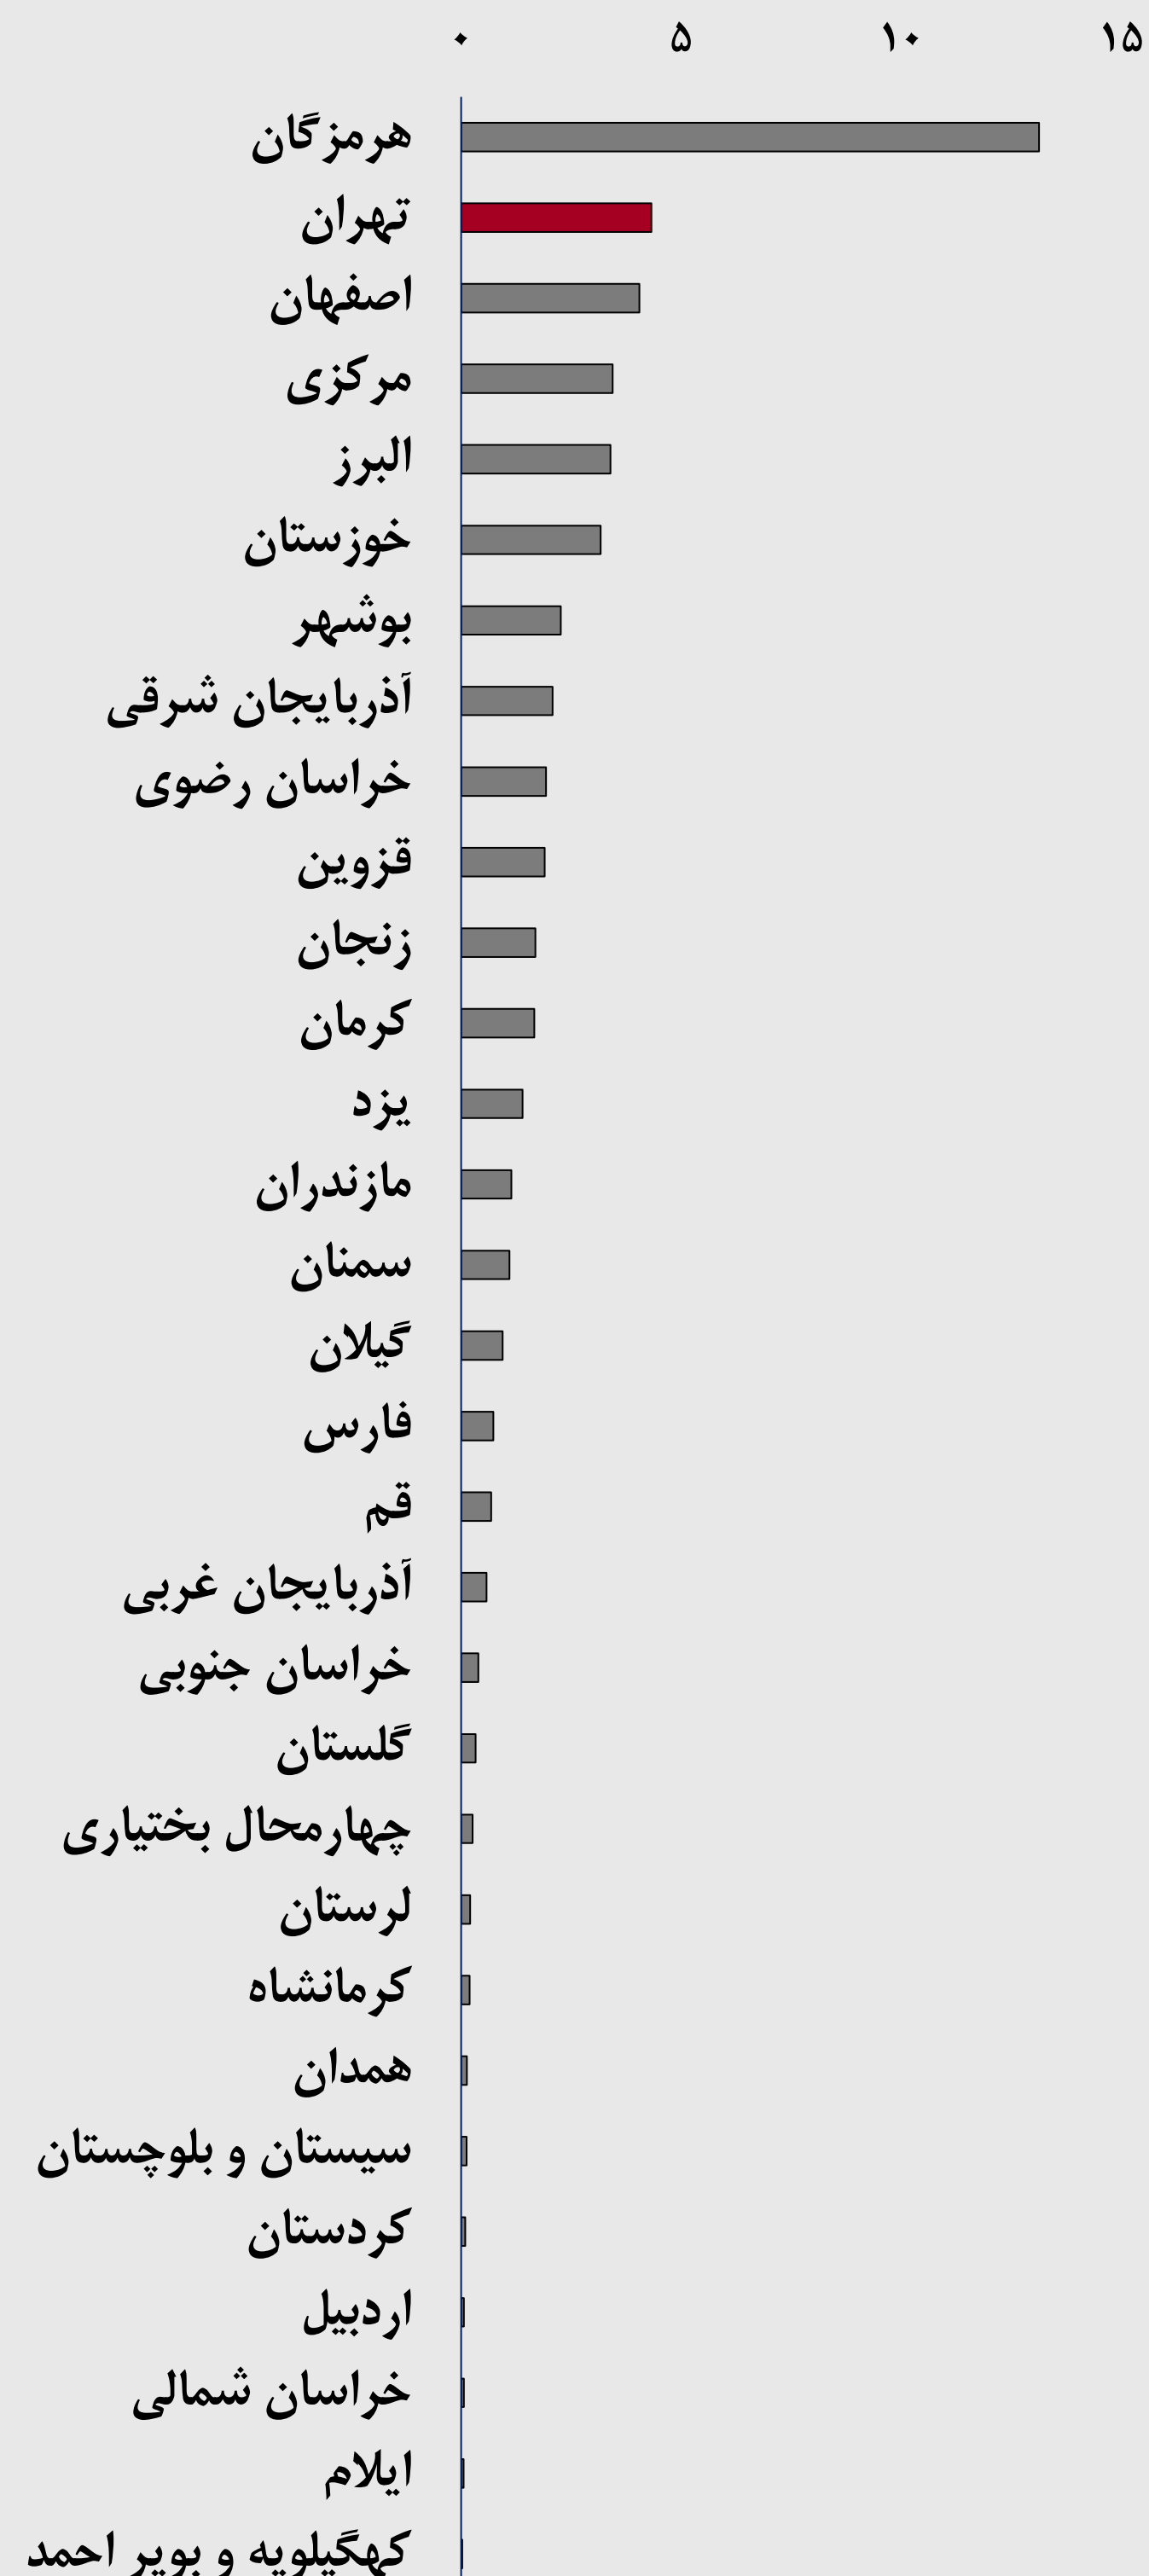 ۰ ۵ ۱۰ ۱۵
هرمزگان
تهران
اصفهان
مرکزی
البرز
خوزستان
بوشهر
آذربایجان شرقی
خراسان رضوی
قزوین
زنجان
کرمان
یزد
مازندران
سمنان
گیلان
فارس
قم
آذربایجان غربی
خراسان جنوبی
گلستان
چهارمحال بختیاری
لرستان
کرمانشاه
همدان
سیستان و بلوچستان
کردستان
اردبیل
خراسان شمالی
ایلام
کهگیلویه و بویر احمد